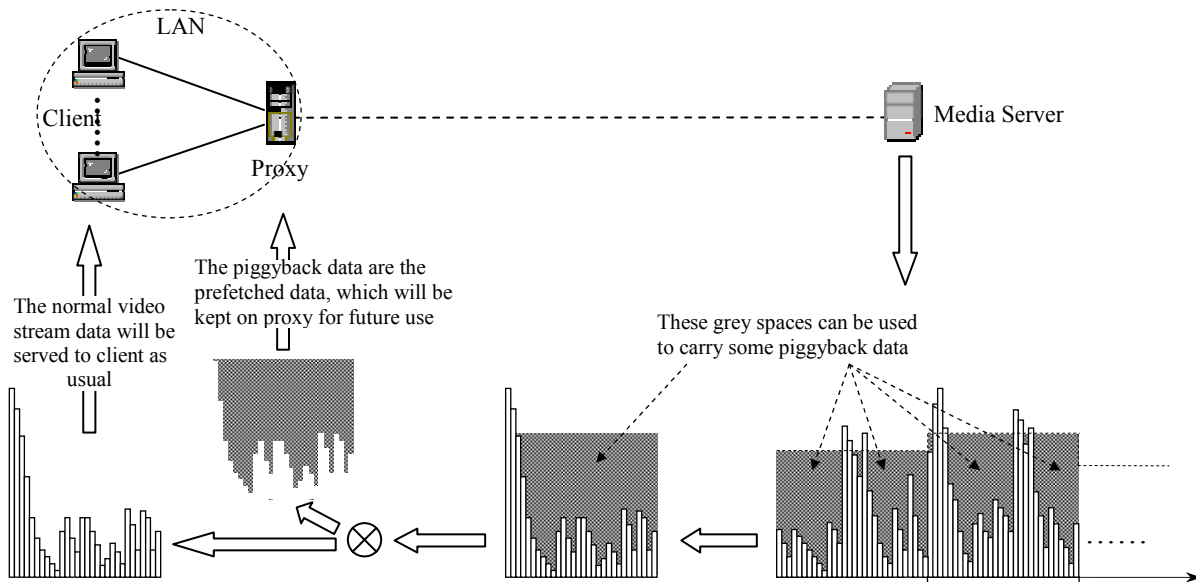 LAN
Client
Proxy
Media Server
The piggyback data are the
prefetched data, which will be
kept on proxy for future use
The normal video
stream data will be
served to client as
usual
These grey spaces can be used
to carry some piggyback data